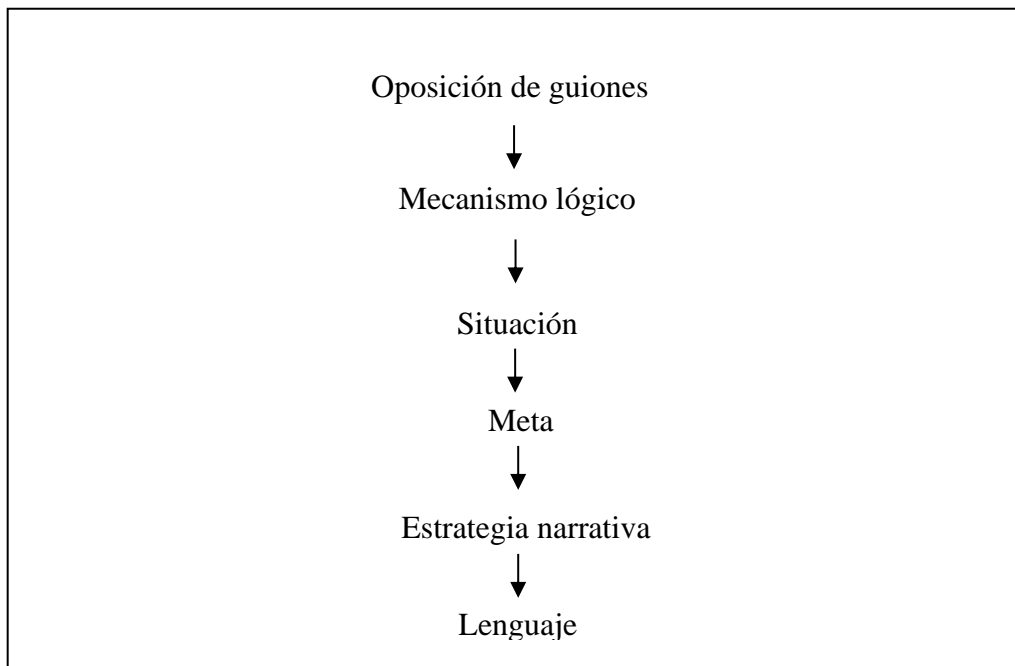 Oposición de guiones
Mecanismo lógico
Situación
Meta
Estrategia narrativa
Lenguaje